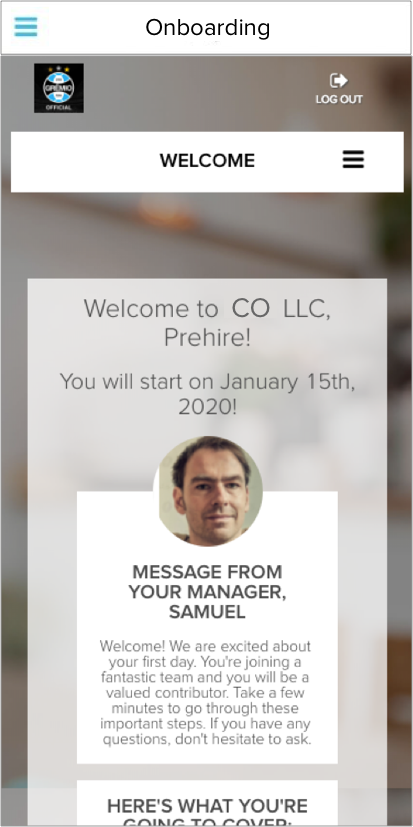 Onboarding
GRÊMIO
OFFICIAL
LOG OUT
WELCOME
Welcome to CO LLC,
Prehire!
You will start on January 15th,
2020!
MESSAGE FROM
YOUR MANAGER,
SAMUEL
Welcome! We are excited about
your first day. You're joining a
fantastic team and you will be a
valued contributor. Take a few
minutes to go through these
important steps. If you have any
questions, don't hesitate to ask.
HERE'S WHAT YOU'RE
GOING TO COVER: